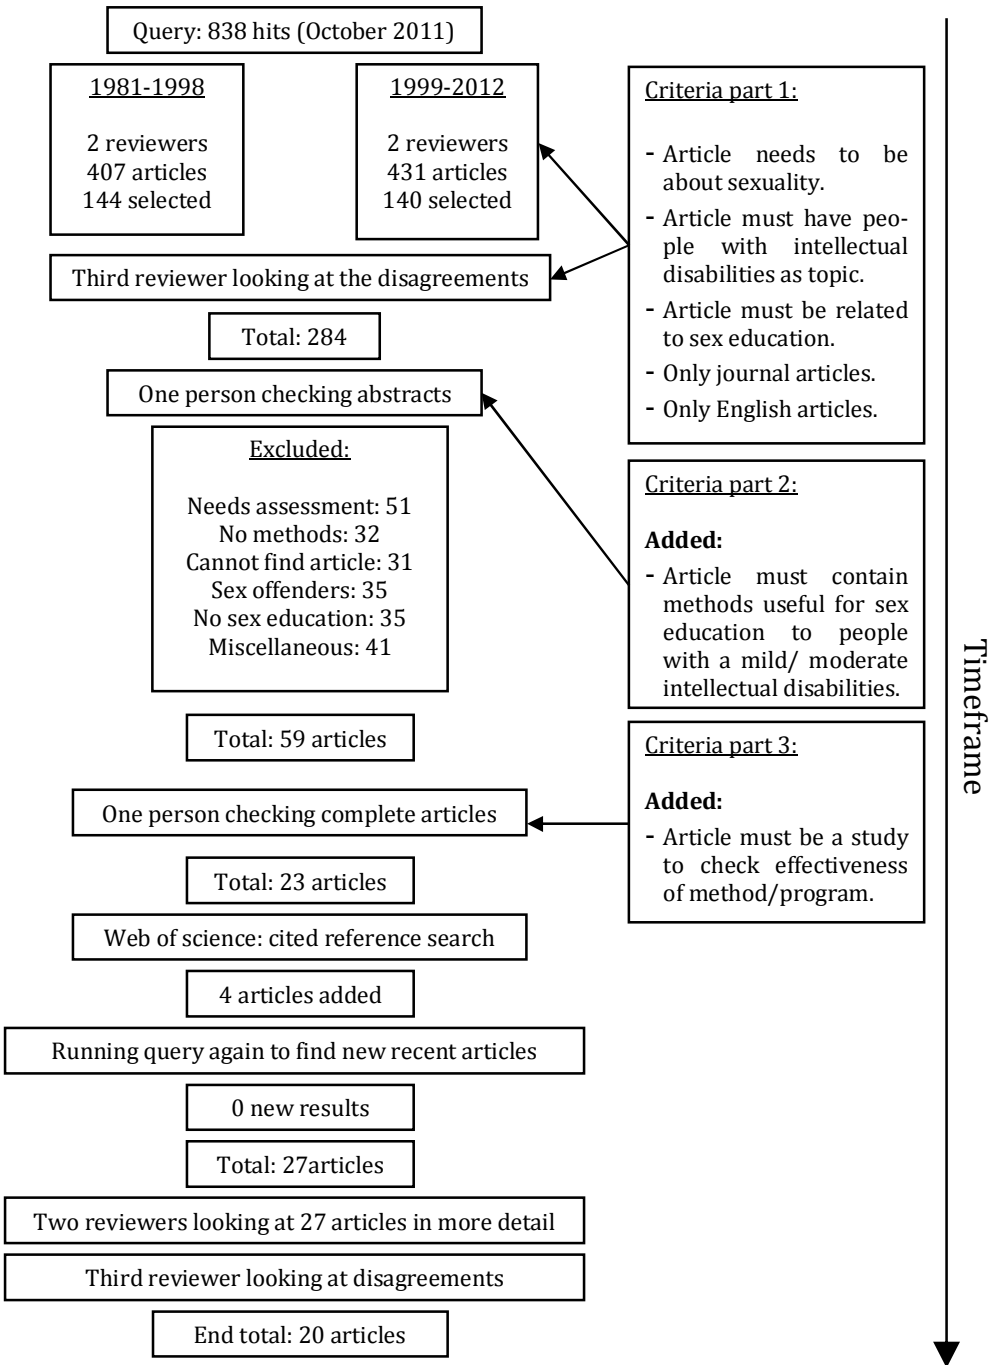 Query: 838 hits (October 2011)
1981-1998
2 reviewers
407 articles
144 selected
1999-2012
2 reviewers
431 articles
140 selected
Criteria part 1:
- Article needs to be
about sexuality.
- Article must have peo-
ple with intellectual
disabilities as topic.
- Article must be related
to sex education.
- Only journal articles.
- Only English articles.
Third reviewer looking at the disagreements
Total: 284
One person checking abstracts
Excluded:
Needs assessment: 51
No methods: 32
Cannot find article: 31
Sex offenders: 35
No sex education: 35
Miscellaneous: 41
Criteria part 2:
Added:
- Article must contain
methods useful for sex
education to people
with a mild/ moderate
intellectual disabilities.
Total: 59 articles
Criteria part 3:
Added:
- Article must be a study
to check effectiveness
of method/program.
One person checking complete articles
Total: 23 articles
Web of science: cited reference search
4 articles added
Running query again to find new recent articles
0 new results
Total: 27articles
Two reviewers looking at 27 articles in more detail
Third reviewer looking at disagreements
End total: 20 articles
Timeframe